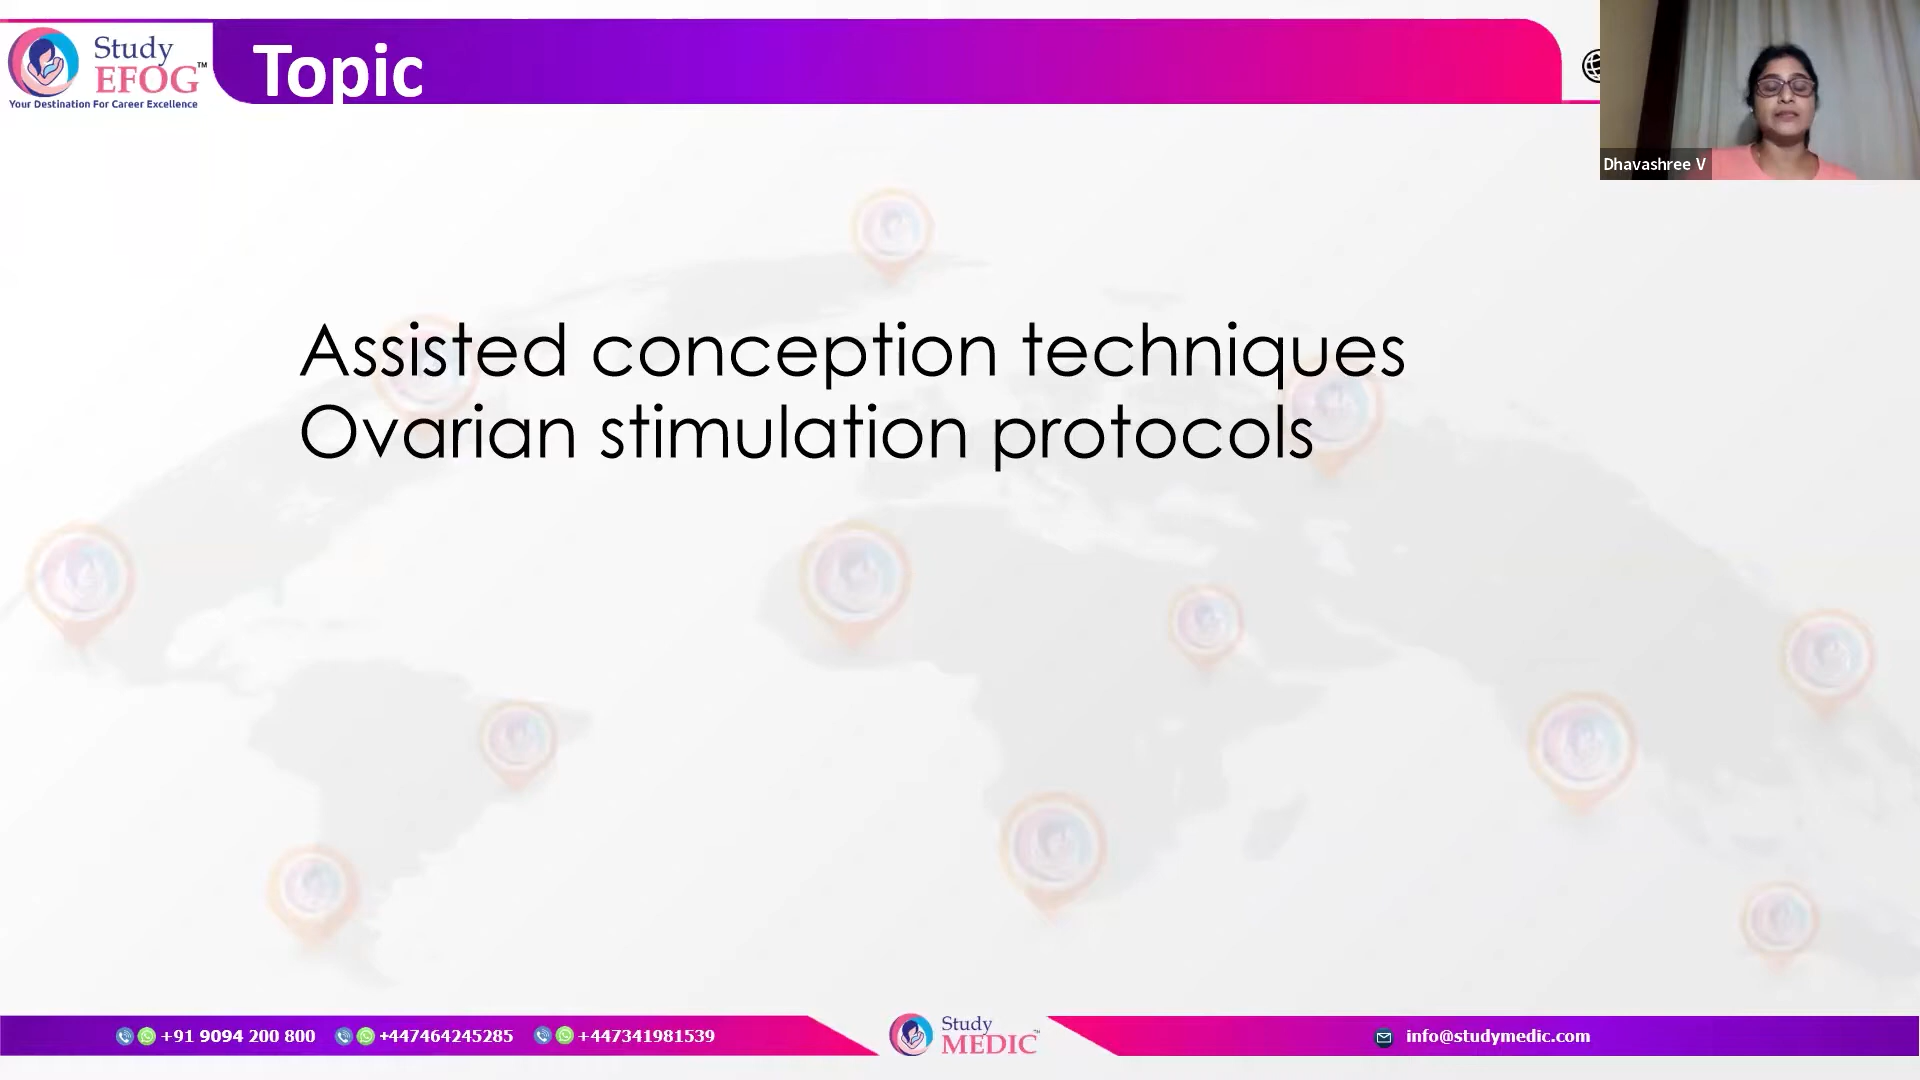 Study
EFOG™
Your Destination For Career Excellence
Topic
Dhavashree V
Assisted conception techniques
Ovarian stimulation protocols
+91 9094 200 800
+447464245285
+447341981539
Study
MEDIC™
info@studymedic.com